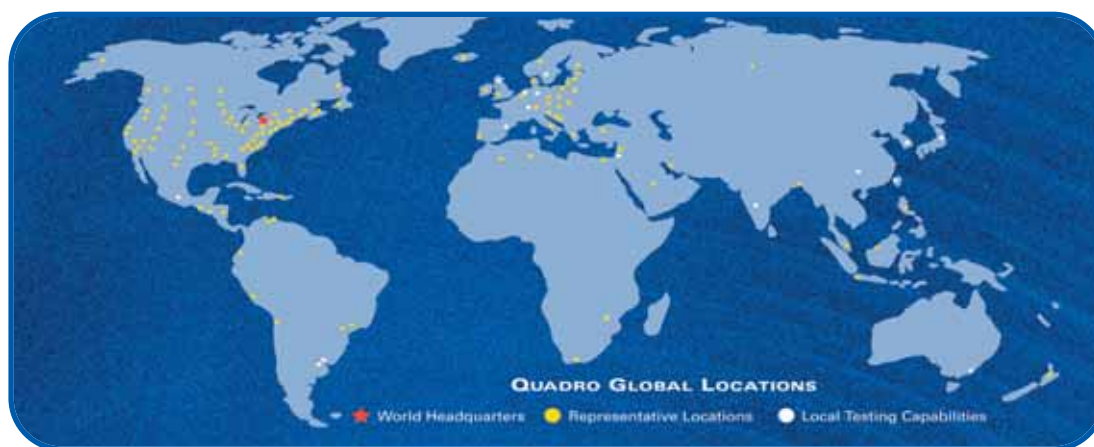 QUADRO GLOBAL LOCATIONS
World Headquarters Representative Locations Local Testing Capabilities